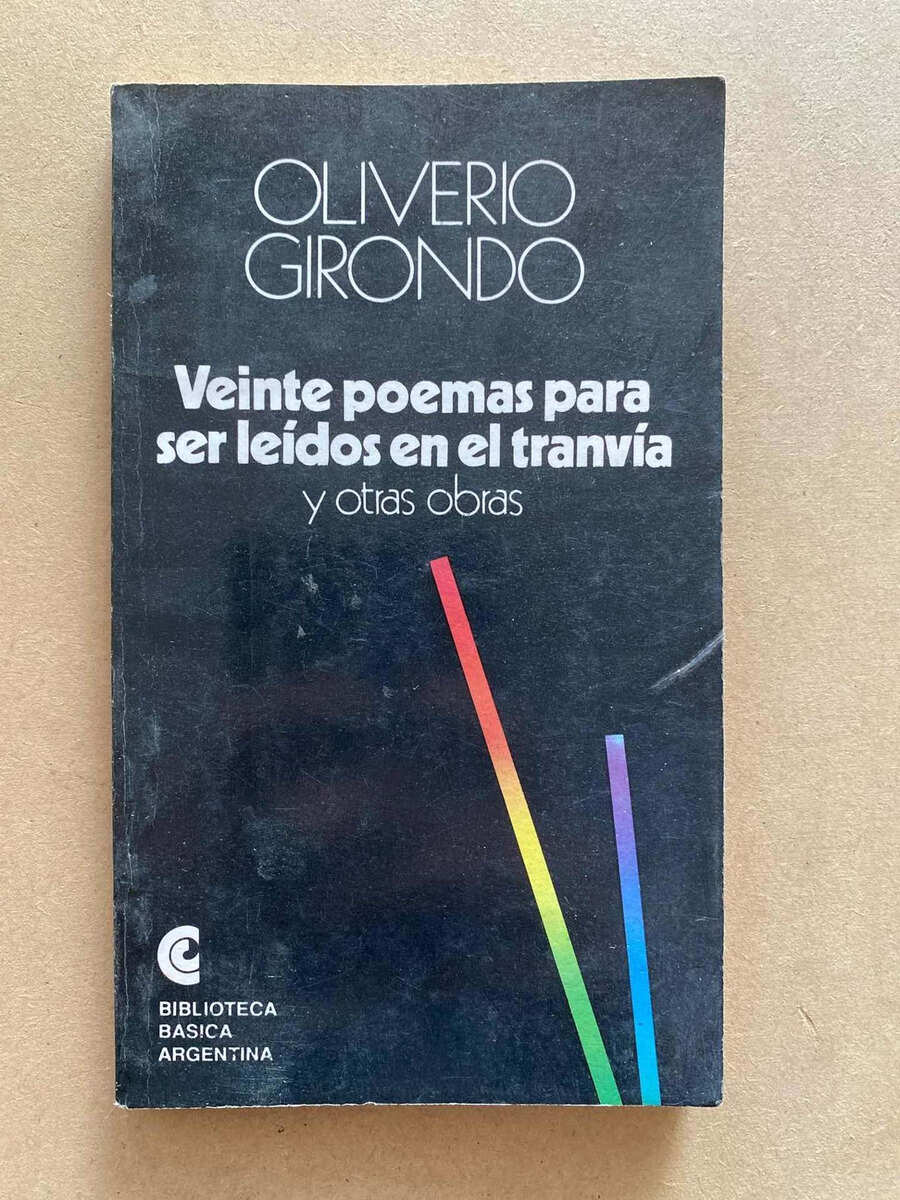 OLIVERIO
GIRONDO
Veinte poemas para
ser leídos en el tranvía
y otras obras
BIBLIOTECA
BASICA
ARGENTINA